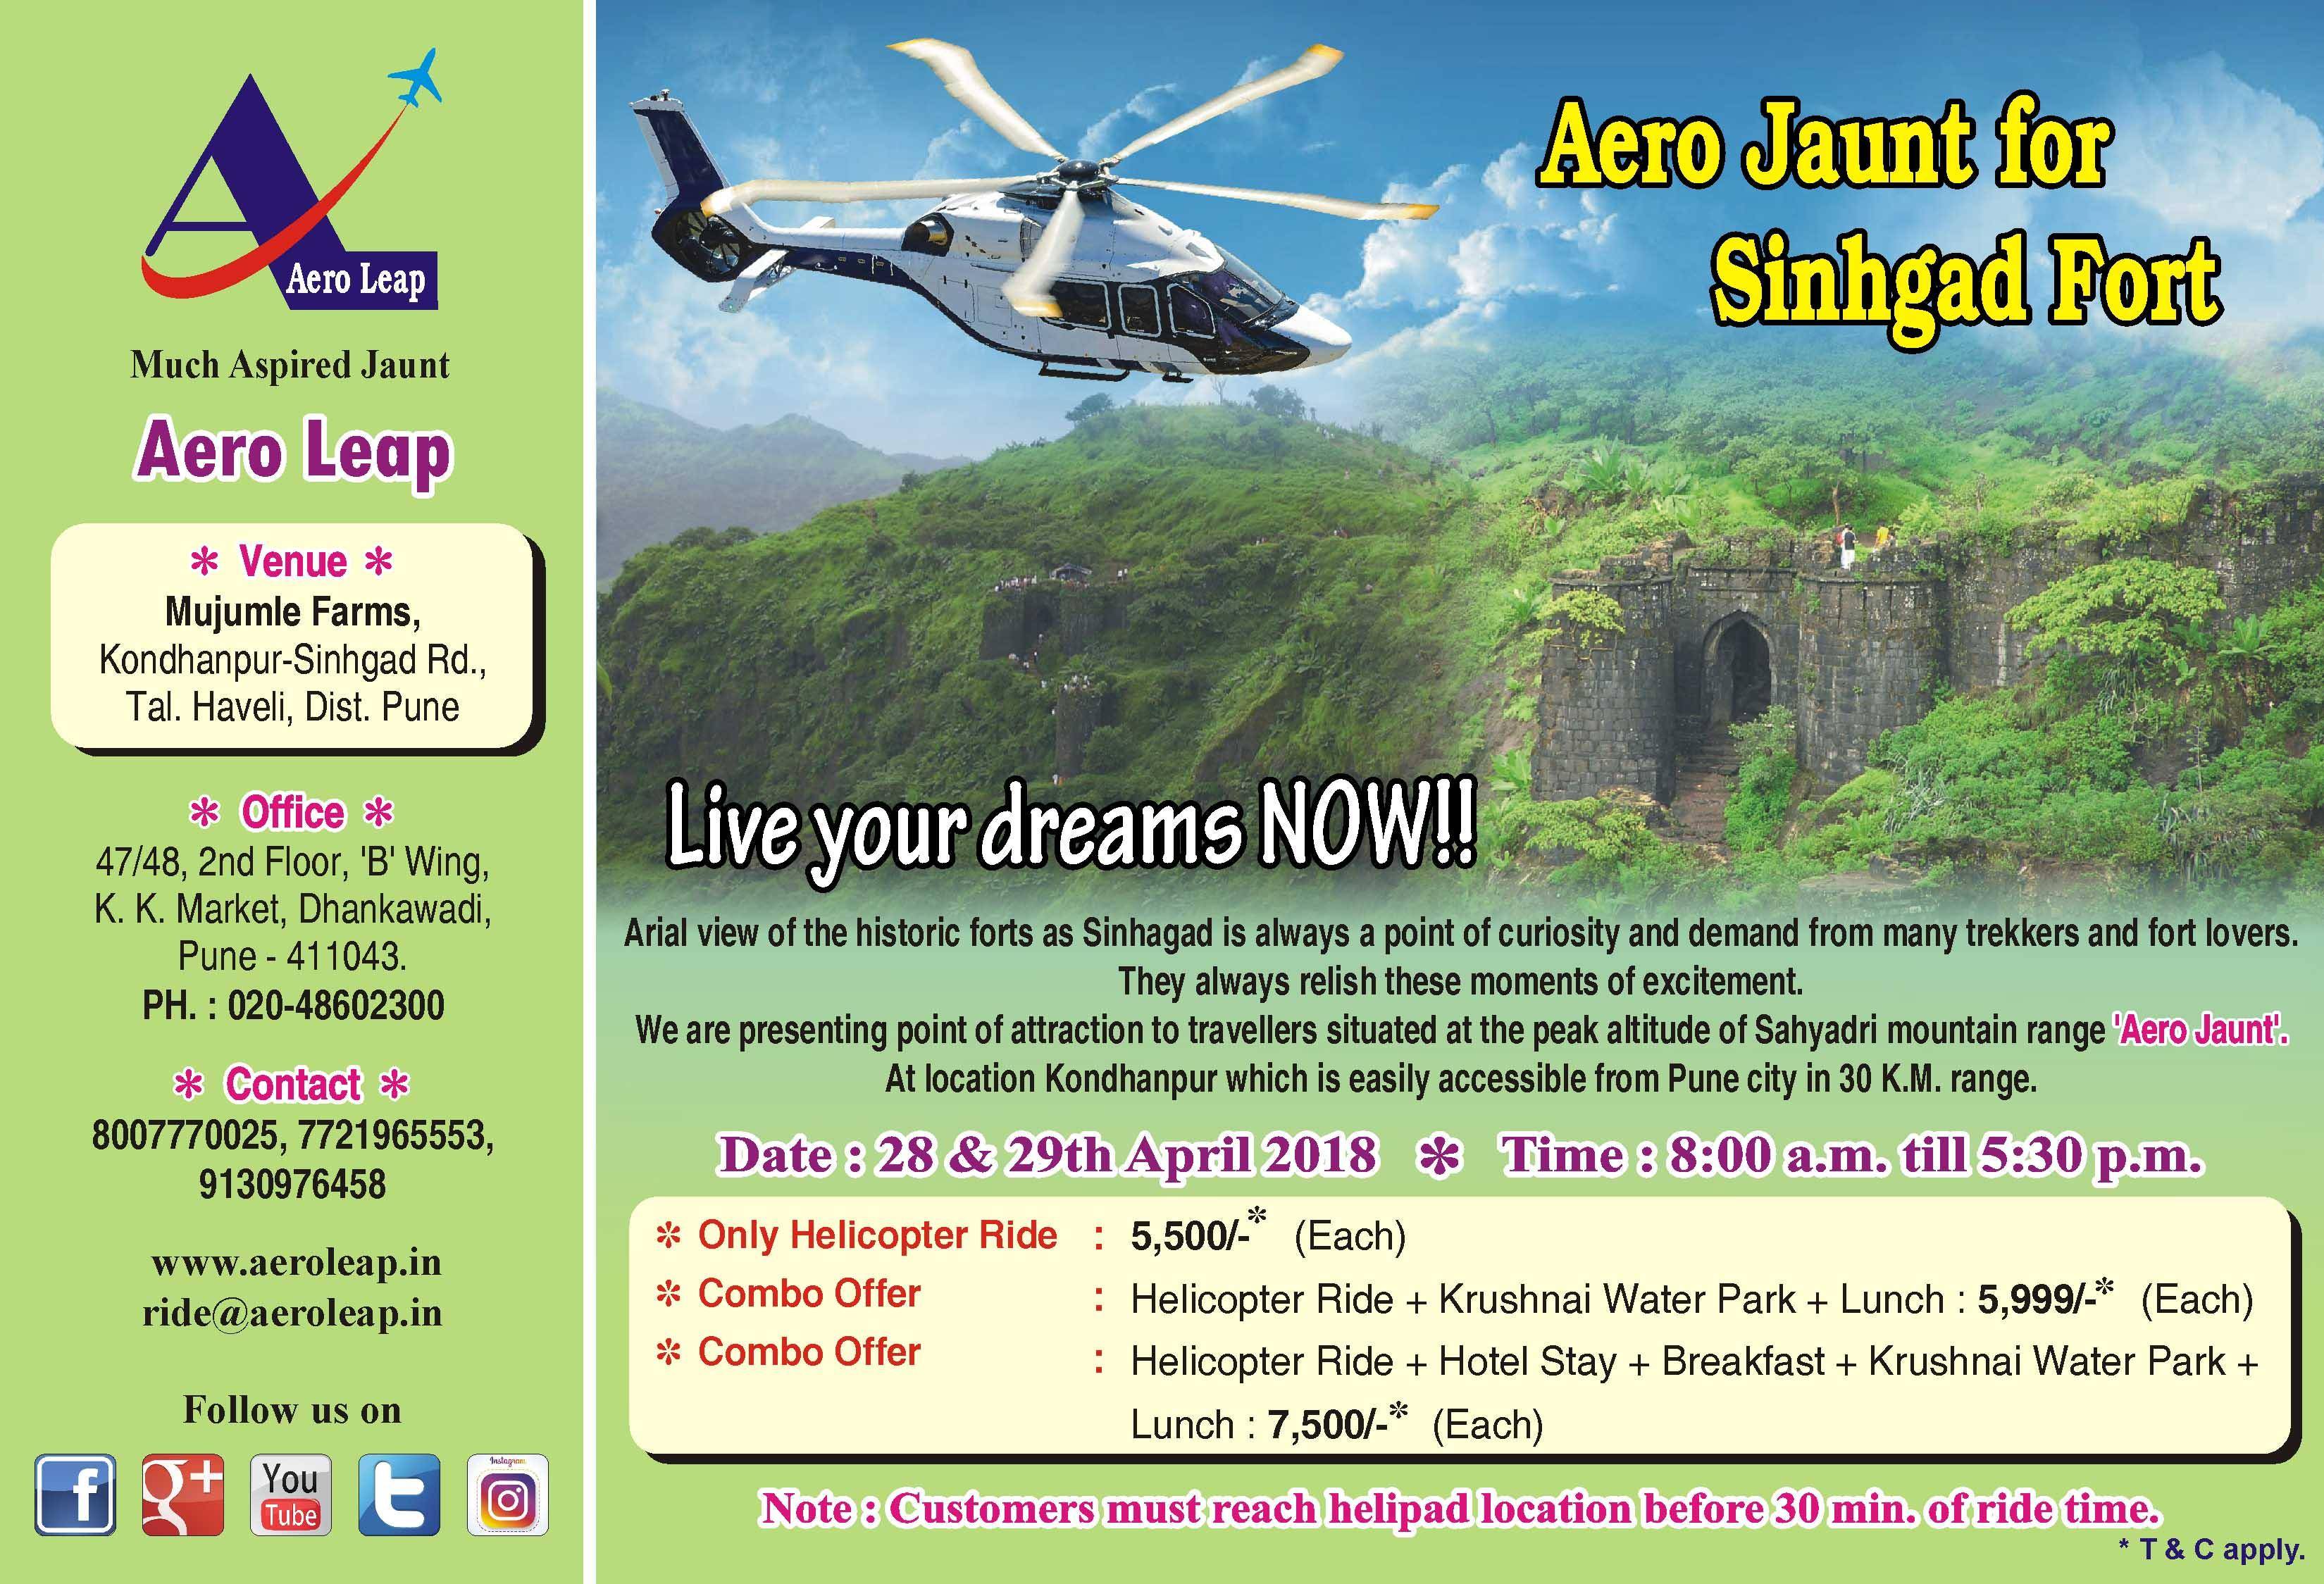 Aero Leap
Much Aspired Jaunt
Aero Leap
* Venue *
Mujumle Farms,
Kondhanpur-Sinhgad Rd.,
Tal. Haveli, Dist. Pune
* Office *
47/48, 2nd Floor, 'B' Wing,
K. K. Market, Dhankawadi,
Pune - 411043.
PH. : 020-48602300
* Contact *
8007770025, 7721965553,
9130976458
www.aeroleap.in
ride@aeroleap.in
Follow us on
f g+ You Tube t Instagram
Aero Jaunt for
Sinhgad Fort
Live your dreams NOW!!
Arial view of the historic forts as Sinhagad is always a point of curiosity and demand from many trekkers and fort lovers.
They always relish these moments of excitement.
We are presenting point of attraction to travellers situated at the peak altitude of Sahyadri mountain range 'Aero Jaunt'.
At location Kondhanpur which is easily accessible from Pune city in 30 K.M. range.
Date : 28 & 29th April 2018 * Time : 8:00 a.m. till 5:30 p.m.
* Only Helicopter Ride : 5,500/-* (Each)
* Combo Offer : Helicopter Ride + Krushnai Water Park + Lunch : 5,999/-* (Each)
* Combo Offer : Helicopter Ride + Hotel Stay + Breakfast + Krushnai Water Park +
Lunch : 7,500/-* (Each)
Note : Customers must reach helipad location before 30 min. of ride time.
* T & C apply.